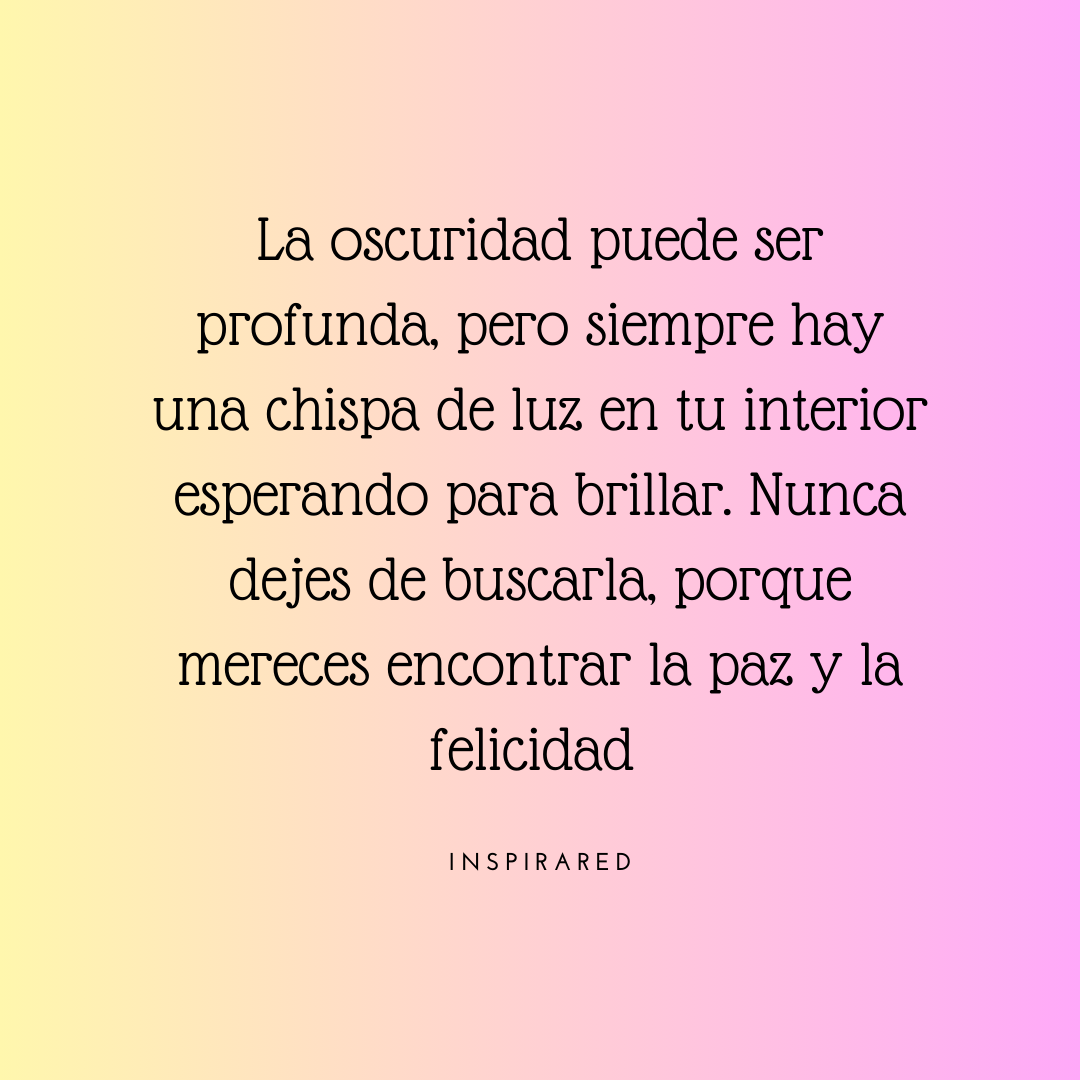 La oscuridad puede ser
profunda, pero siempre hay
una chispa de luz en tu interior
esperando para brillar. Nunca
dejes de buscarla, porque
mereces encontrar la paz y la
felicidad
INSPIRARED